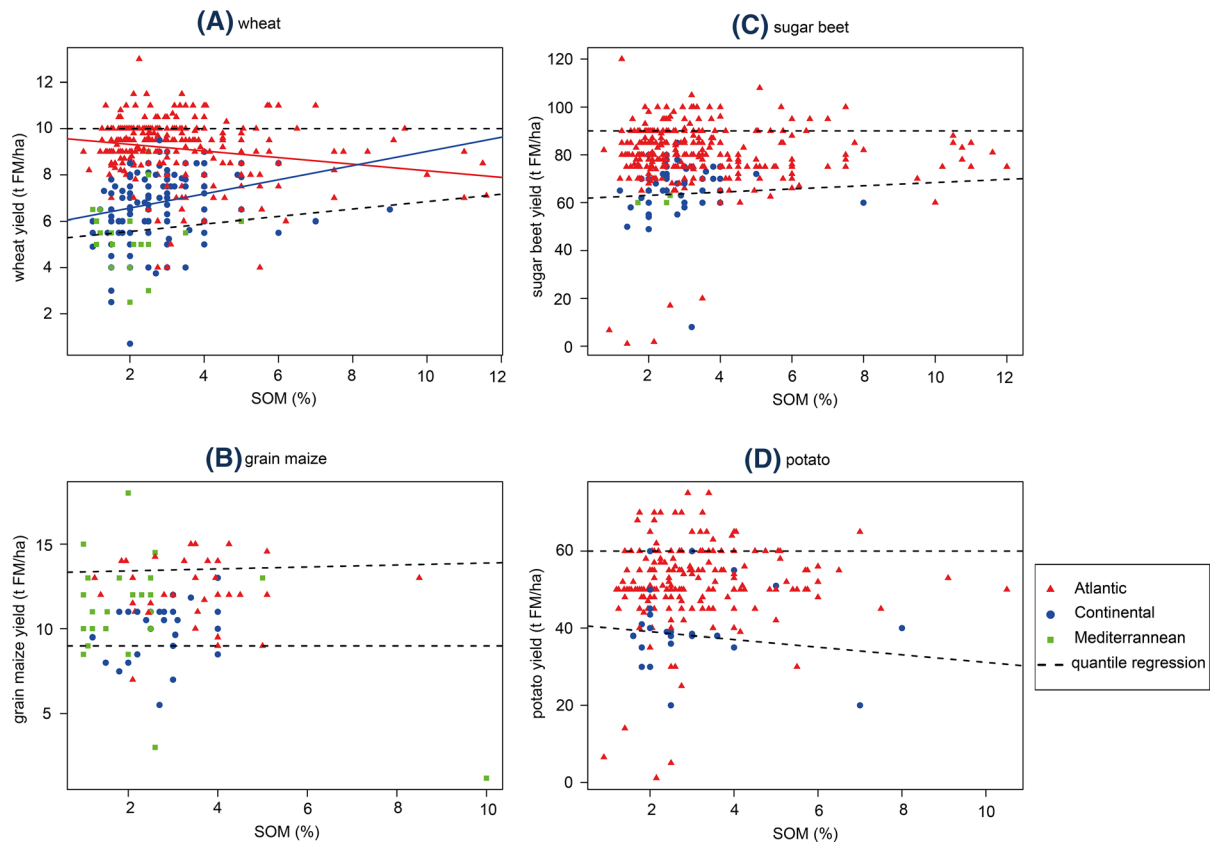 (A) wheat
12
10
8
6
4
2
wheat yield (t FM/ha)
2 4 6 8 10 12
SOM (%)
(C) sugar beet
120
100
80
60
40
20
0
sugar beet yield (t FM/ha)
2 4 6 8 10 12
SOM (%)
(B) grain maize
15
10
5
grain maize yield (t FM/ha)
2 4 6 8 10
SOM (%)
(D) potato
60
40
20
0
potato yield (t FM/ha)
2 4 6 8 10
SOM (%)
Atlantic
Continental
Mediterrannean
quantile regression